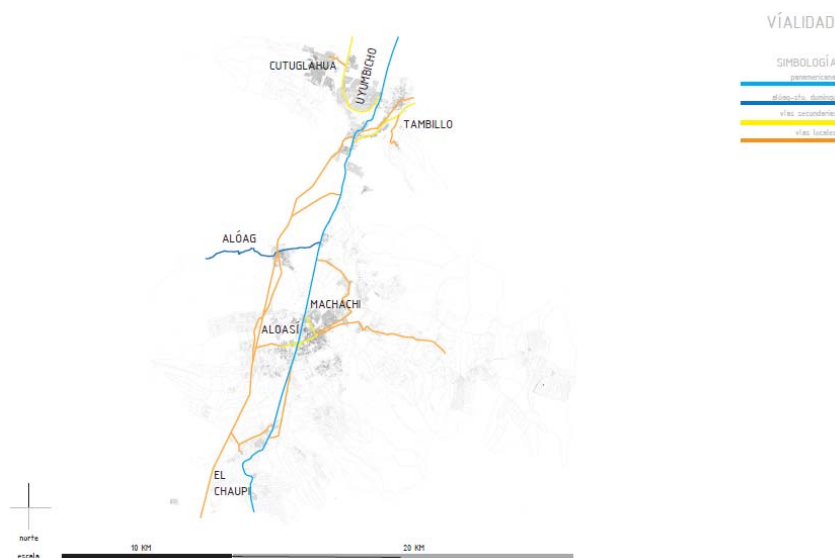 VÍALIDAD
SIMBOLOGÍA
panamericana
alóag-sto. domingo
vías secundarias
vías locales
CUTUGLAHUA
UYUMBICHO
TAMBILLO
ALÓAG
MACHACHI
ALOASÍ
EL
CHAUPI
norte
escala
10 KM
20 KM